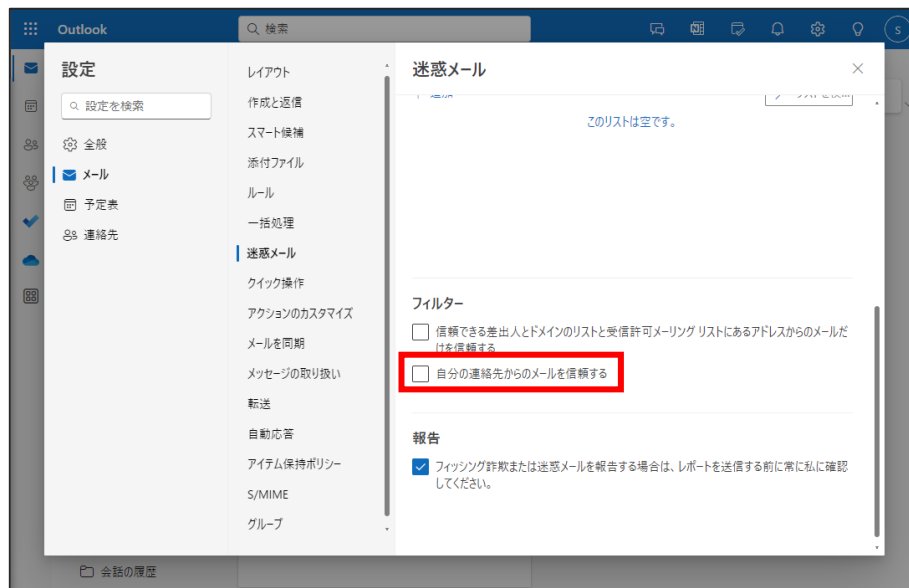 Outlook
検索
S
設定
設定を検索
全般
メール
予定表
連絡先
レイアウト
作成と返信
スマート候補
添付ファイル
ルール
一括処理
迷惑メール
クイック操作
アクションのカスタマイズ
メールを同期
メッセージの取り扱い
転送
自動応答
アイテム保持ポリシー
S/MIME
グループ
迷惑メール
このリストは空です。
フィルター
信頼できる差出人とドメインのリストと受信許可メーリング リストにあるアドレスからのメールだ
けを信頼する
自分の連絡先からのメールを信頼する
報告
フィッシング詐欺または迷惑メールを報告する場合は、レポートを送信する前に常に私に確認
してください。
会話の履歴